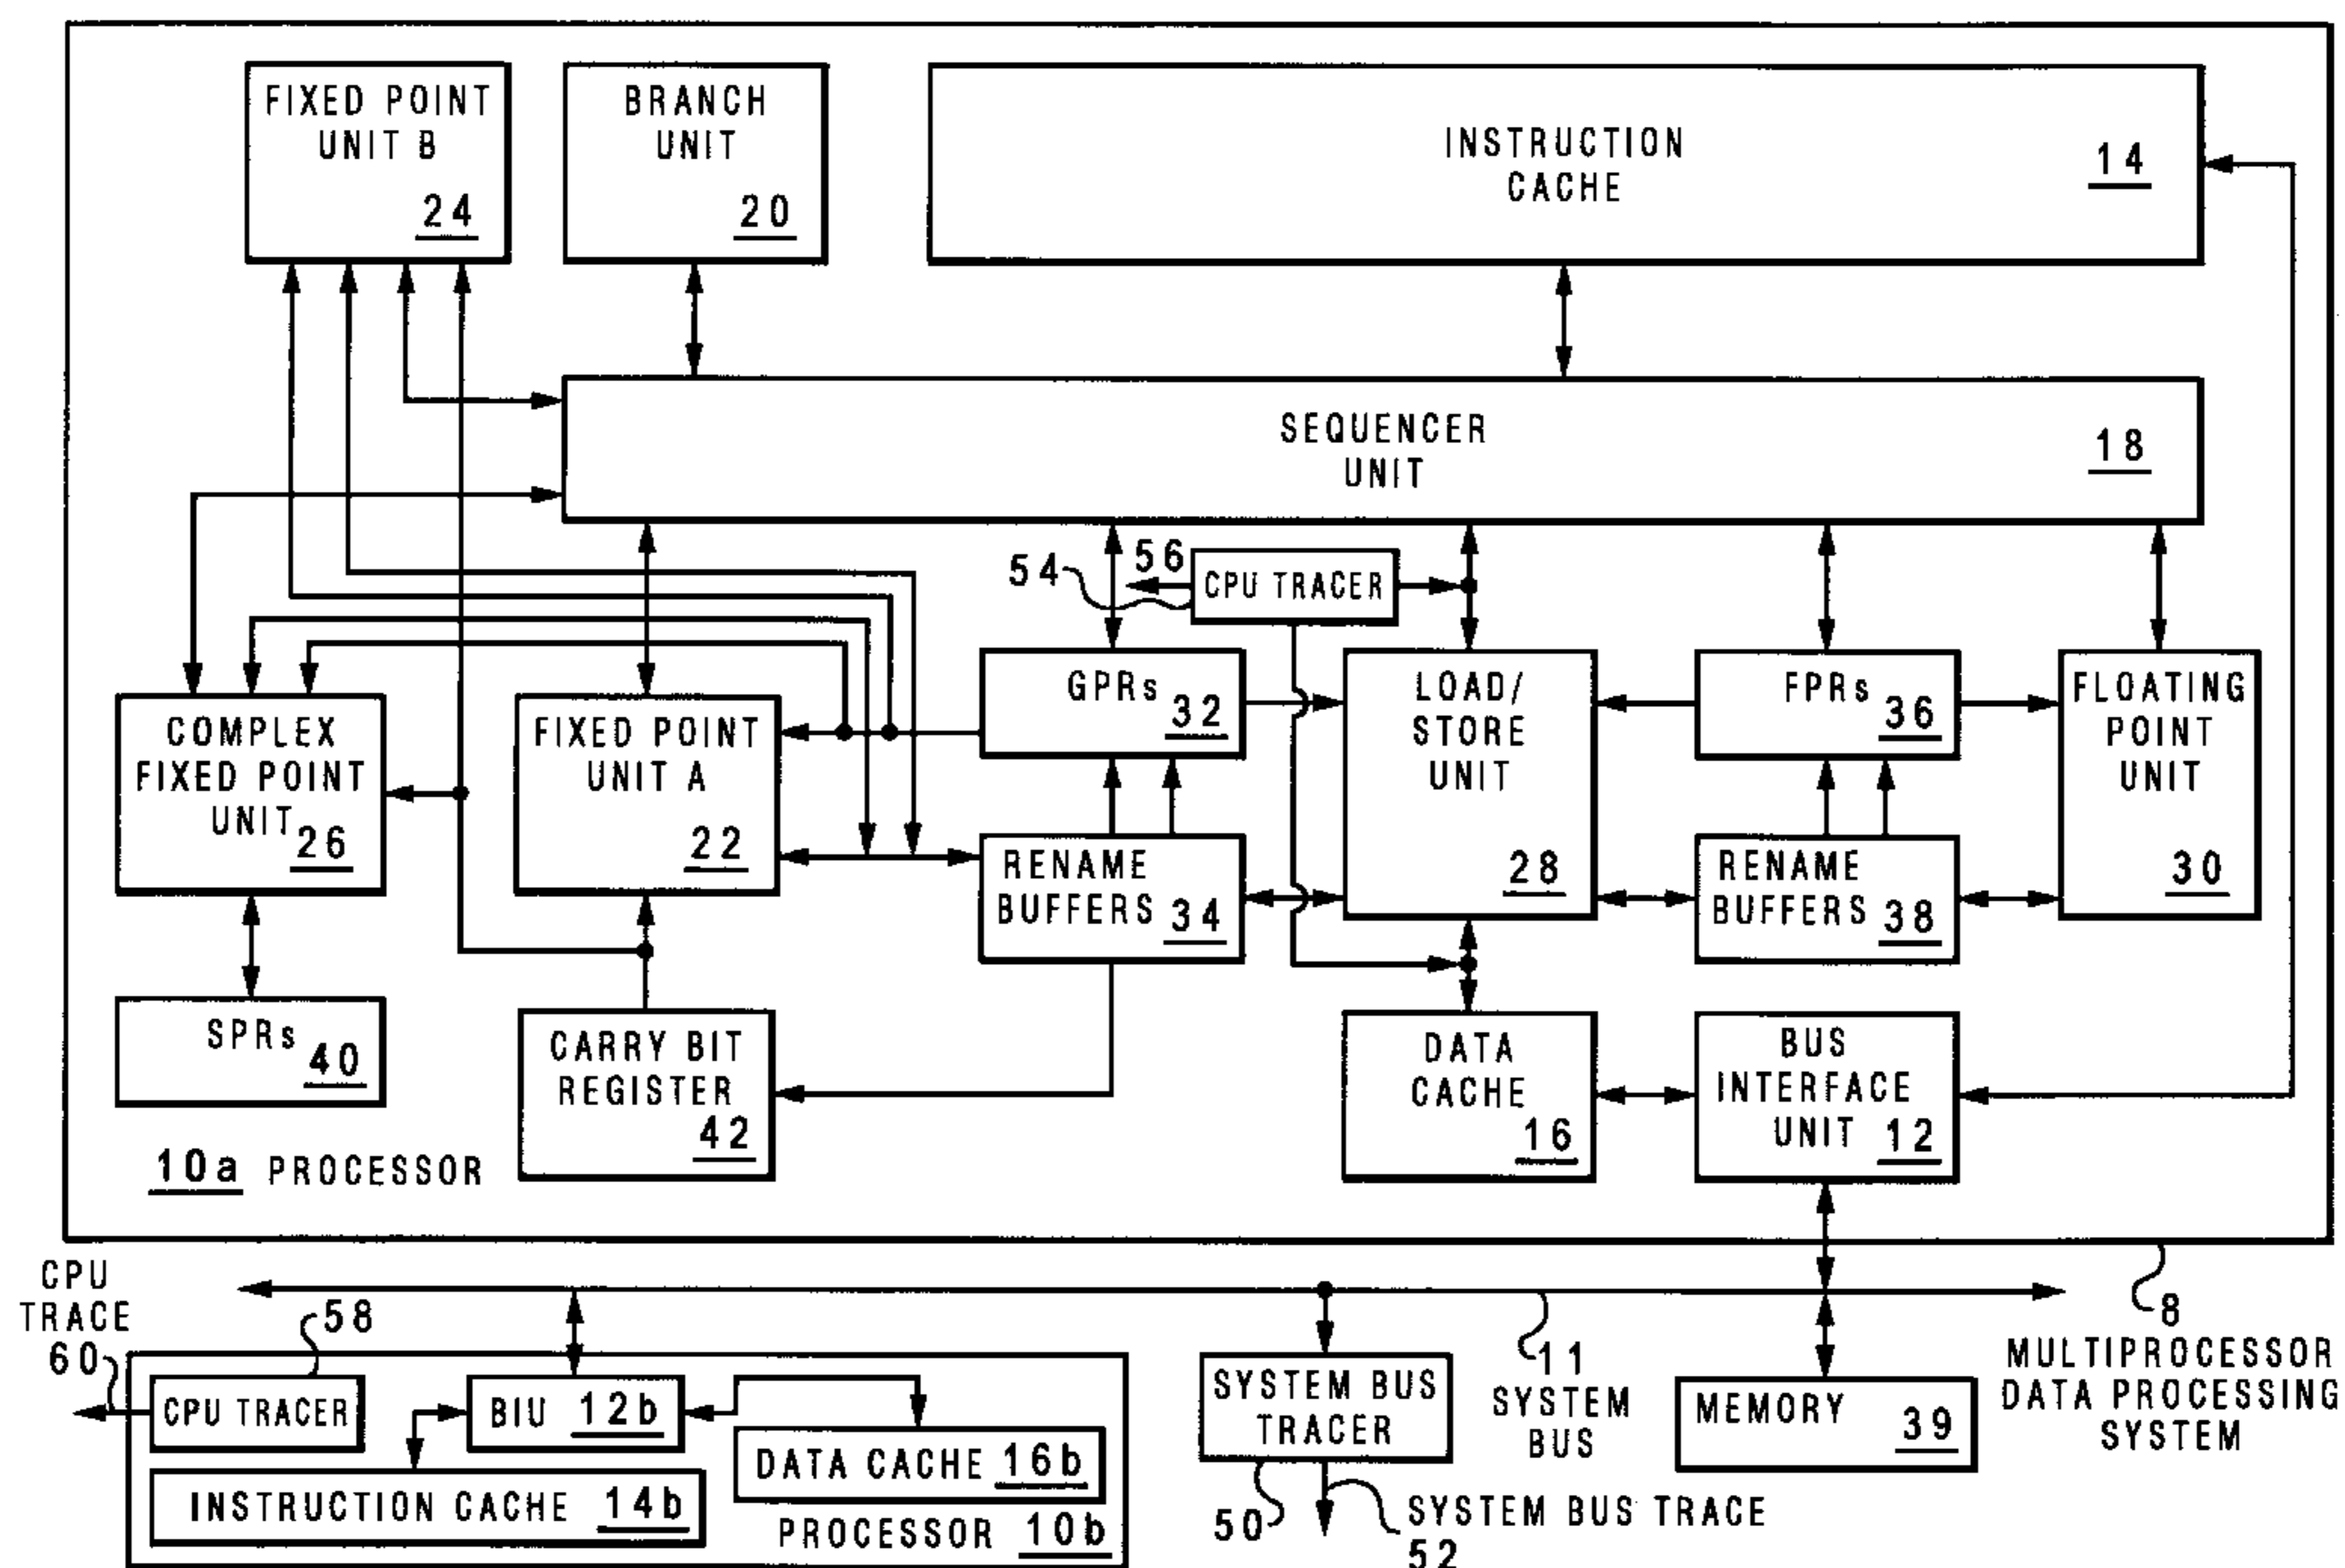 FIXED POINT
UNIT B
24
BRANCH
UNIT
20
INSTRUCTION
CACHE
14
SEQUENCER
UNIT
18
54
56
CPU TRACER
COMPLEX
FIXED POINT
UNIT 26
FIXED POINT
UNIT A
22
GPRs 32
LOAD/
STORE
UNIT
28
FPRs 36
FLOATING
POINT
UNIT
30
RENAME
BUFFERS 34
RENAME
BUFFERS 38
SPRs 40
CARRY BIT
REGISTER
42
DATA
CACHE
16
BUS
INTERFACE
UNIT 12
10a PROCESSOR
CPU
TRACE
60
58
CPU TRACER
BIU 12b
DATA CACHE 16b
INSTRUCTION CACHE 14b
PROCESSOR 10b
SYSTEM BUS
TRACER
50
SYSTEM BUS TRACE
52
11
SYSTEM
BUS
MEMORY 39
8
MULTIPROCESSOR
DATA PROCESSING
SYSTEM